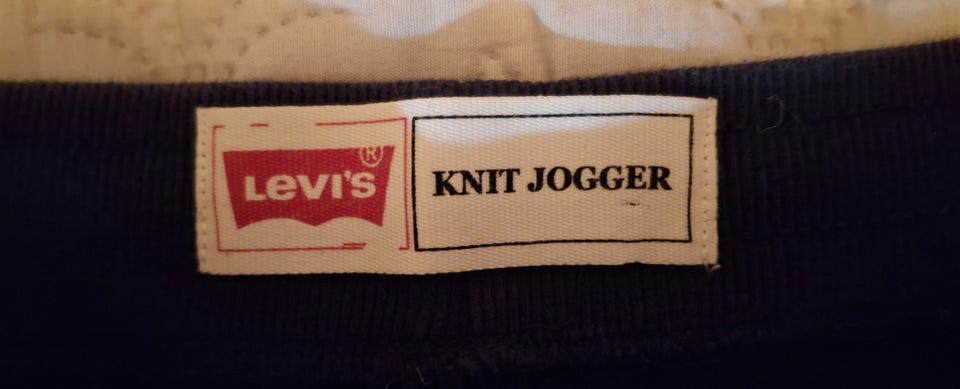 LEVI'S ®
KNIT JOGGER